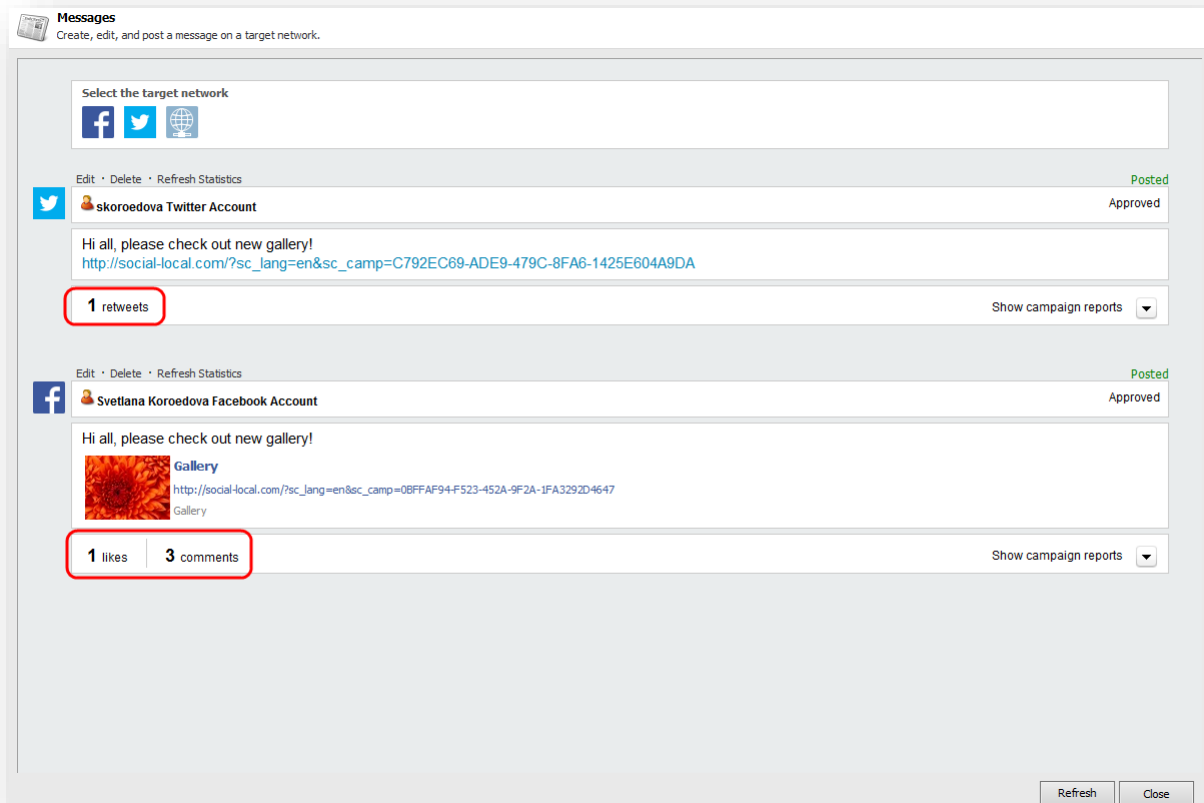 Messages
Create, edit, and post a message on a target network.
Select the target network
Edit · Delete · Refresh Statistics Posted
skoroedova Twitter Account Approved
Hi all, please check out new gallery!
http://social-local.com/?sc_lang=en&sc_camp=C792EC69-ADE9-479C-8FA6-1425E604A9DA
1 retweets Show campaign reports
Edit · Delete · Refresh Statistics Posted
Svetlana Koroedova Facebook Account Approved
Hi all, please check out new gallery!
Gallery
http://social-local.com/?sc_lang=en&sc_camp=0BFFAF94-F523-452A-9F2A-1FA3292D4647
Gallery
1 likes 3 comments Show campaign reports
Refresh Close